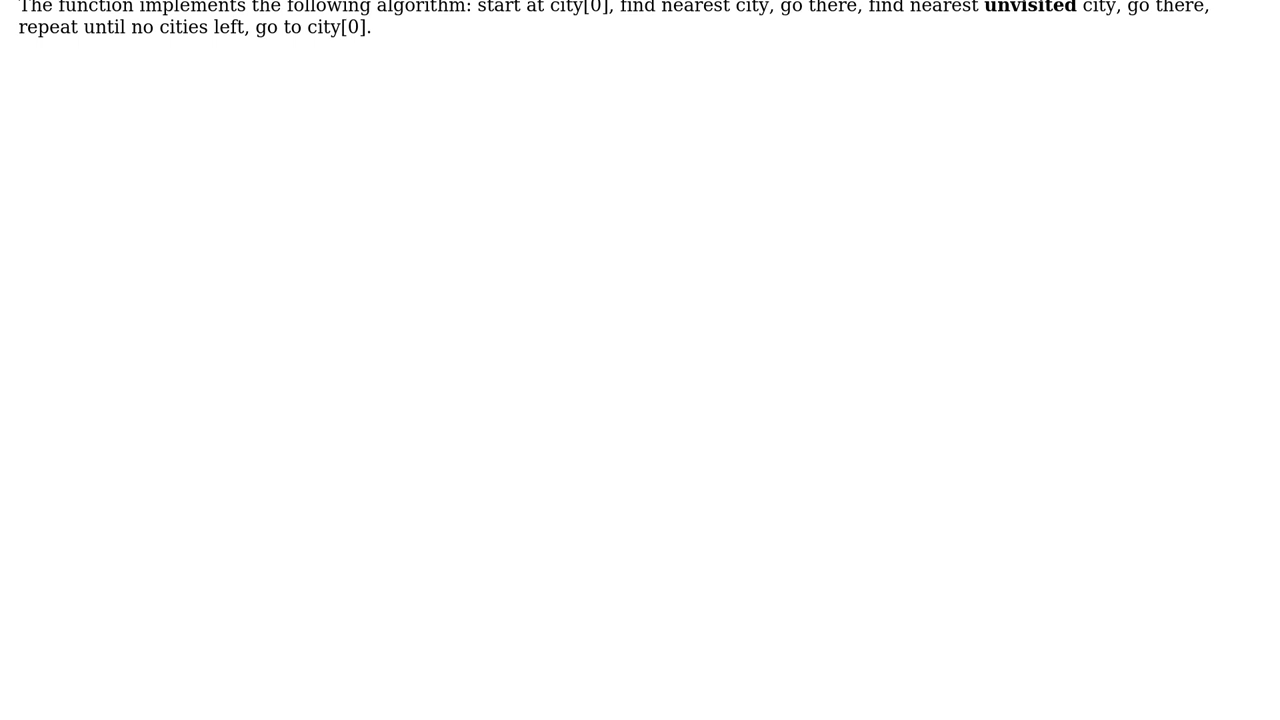 The function implements the following algorithm: start at city[0], find nearest city, go there, find nearest unvisited city, go there,
repeat until no cities left, go to city[0].